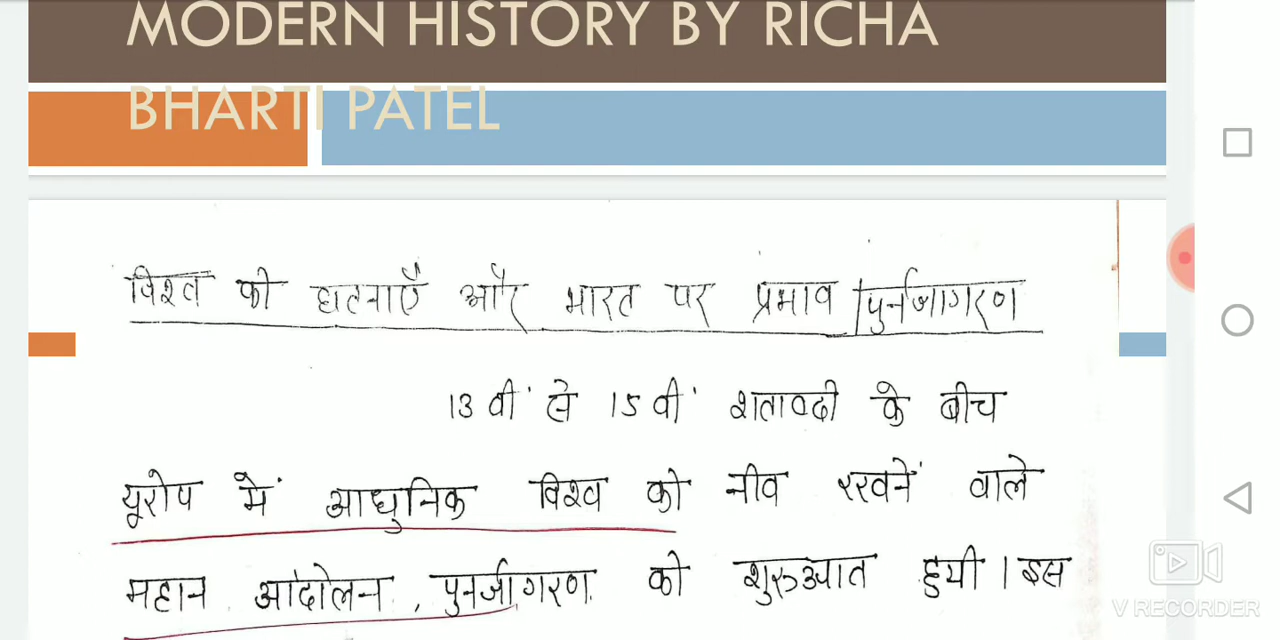 MODERN HISTORY BY RICHA
BHARTI PATEL
विश्व की घटनाएँ और भारत पर प्रभाव / पुर्नजागरण
13 वीं से 15 वीं शताब्दी के बीच
यूरोप में आधुनिक विश्व की नीव रखनें वाले
महान आंदोलन, पुनर्जागरण की शुरुआत हुयी । इस
V RECORDER